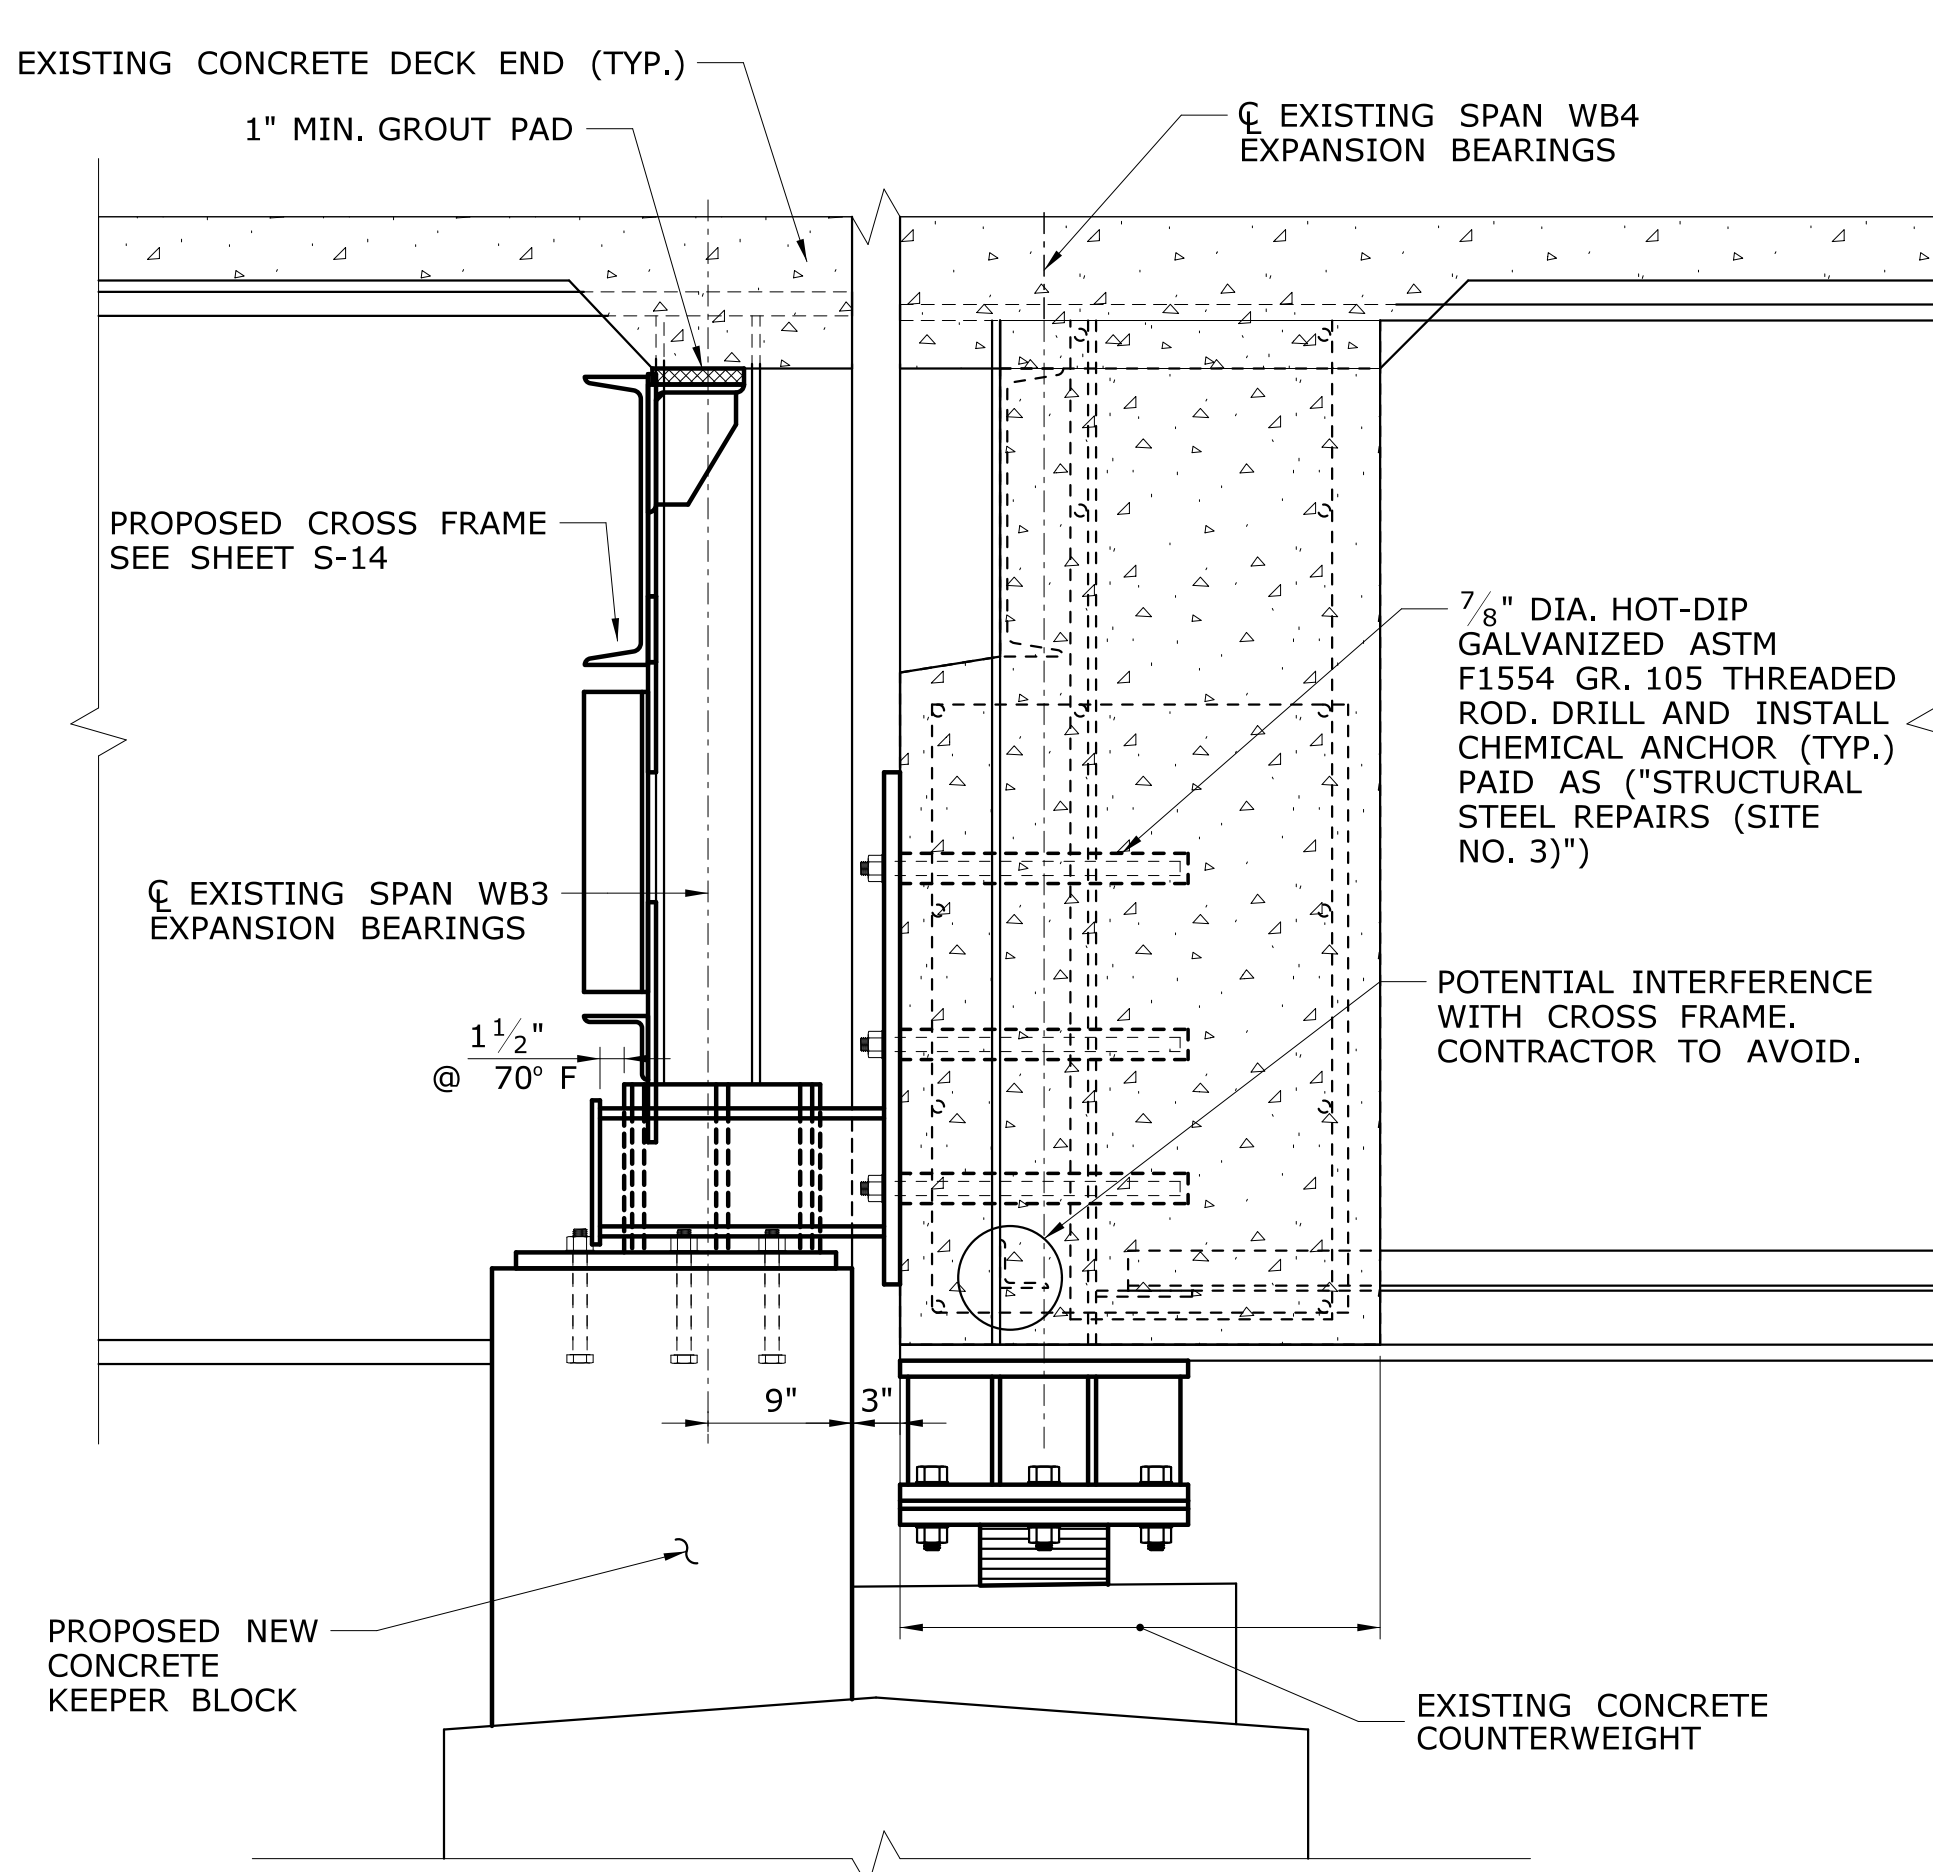 EXISTING CONCRETE DECK END (TYP.)
1" MIN. GROUT PAD
℄ EXISTING SPAN WB4
EXPANSION BEARINGS
PROPOSED CROSS FRAME
SEE SHEET S-14
7/8" DIA. HOT-DIP
GALVANIZED ASTM
F1554 GR. 105 THREADED
ROD. DRILL AND INSTALL
CHEMICAL ANCHOR (TYP.)
PAID AS ("STRUCTURAL
STEEL REPAIRS (SITE
NO. 3)")
℄ EXISTING SPAN WB3
EXPANSION BEARINGS
POTENTIAL INTERFERENCE
WITH CROSS FRAME.
CONTRACTOR TO AVOID.
1 1/2"
@ 70° F
9"
3"
PROPOSED NEW
CONCRETE
KEEPER BLOCK
EXISTING CONCRETE
COUNTERWEIGHT